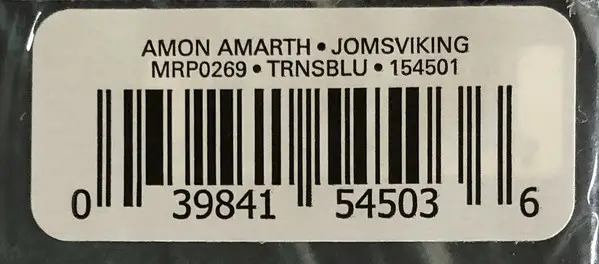 AMON AMARTH • JOMSVIKING
MRP0269 • TRNSBLU • 154501
0 39841 54503 6